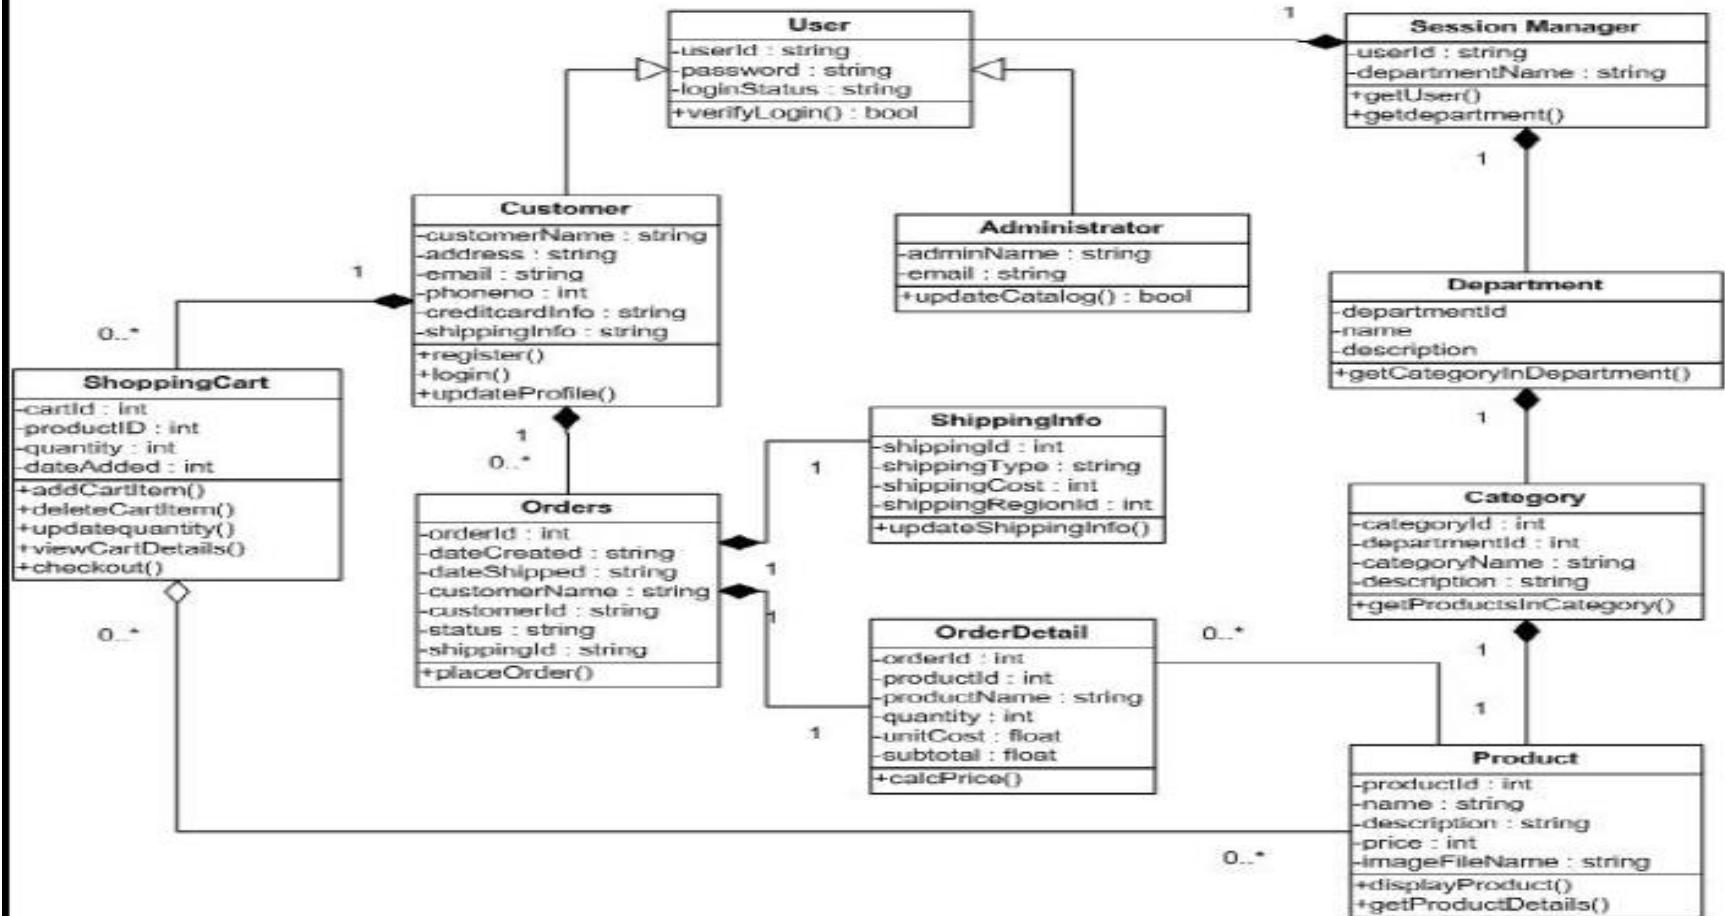 User
-userId : string
-password : string
-loginStatus : string
+verifyLogin() : bool
1
Session Manager
-userId : string
-departmentName : string
+getUser()
+getdepartment()
1
Customer
-customerName : string
-address : string
-email : string
-phoneno : int
-creditcardInfo : string
-shippingInfo : string
+register()
+login()
+updateProfile()
1
0..*
1
0..*
Administrator
-adminName : string
-email : string
+updateCatalog() : bool
Department
-departmentId
-name
-description
+getCategoryInDepartment()
1
ShoppingCart
-cartId : int
-productID : int
-quantity : int
-dateAdded : int
+addCartItem()
+deleteCartItem()
+updatequantity()
+viewCartDetails()
+checkout()
0..*
ShippingInfo
-shippingId : int
-shippingType : string
-shippingCost : int
-shippingRegionId : int
+updateShippingInfo()
1
Orders
-orderId : int
-dateCreated : string
-dateShipped : string
-customerName : string
-customerId : string
-status : string
-shippingId : string
+placeOrder()
1
1
1
Category
-categoryId : int
-departmentId : int
-categoryName : string
-description : string
+getProductsInCategory()
1
1
OrderDetail
-orderId : int
-productId : int
-productName : string
-quantity : int
-unitCost : float
-subtotal : float
+calcPrice()
0..*
Product
-productId : int
-name : string
-description : string
-price : int
-imageFileName : string
+displayProduct()
+getProductDetails()
0..*